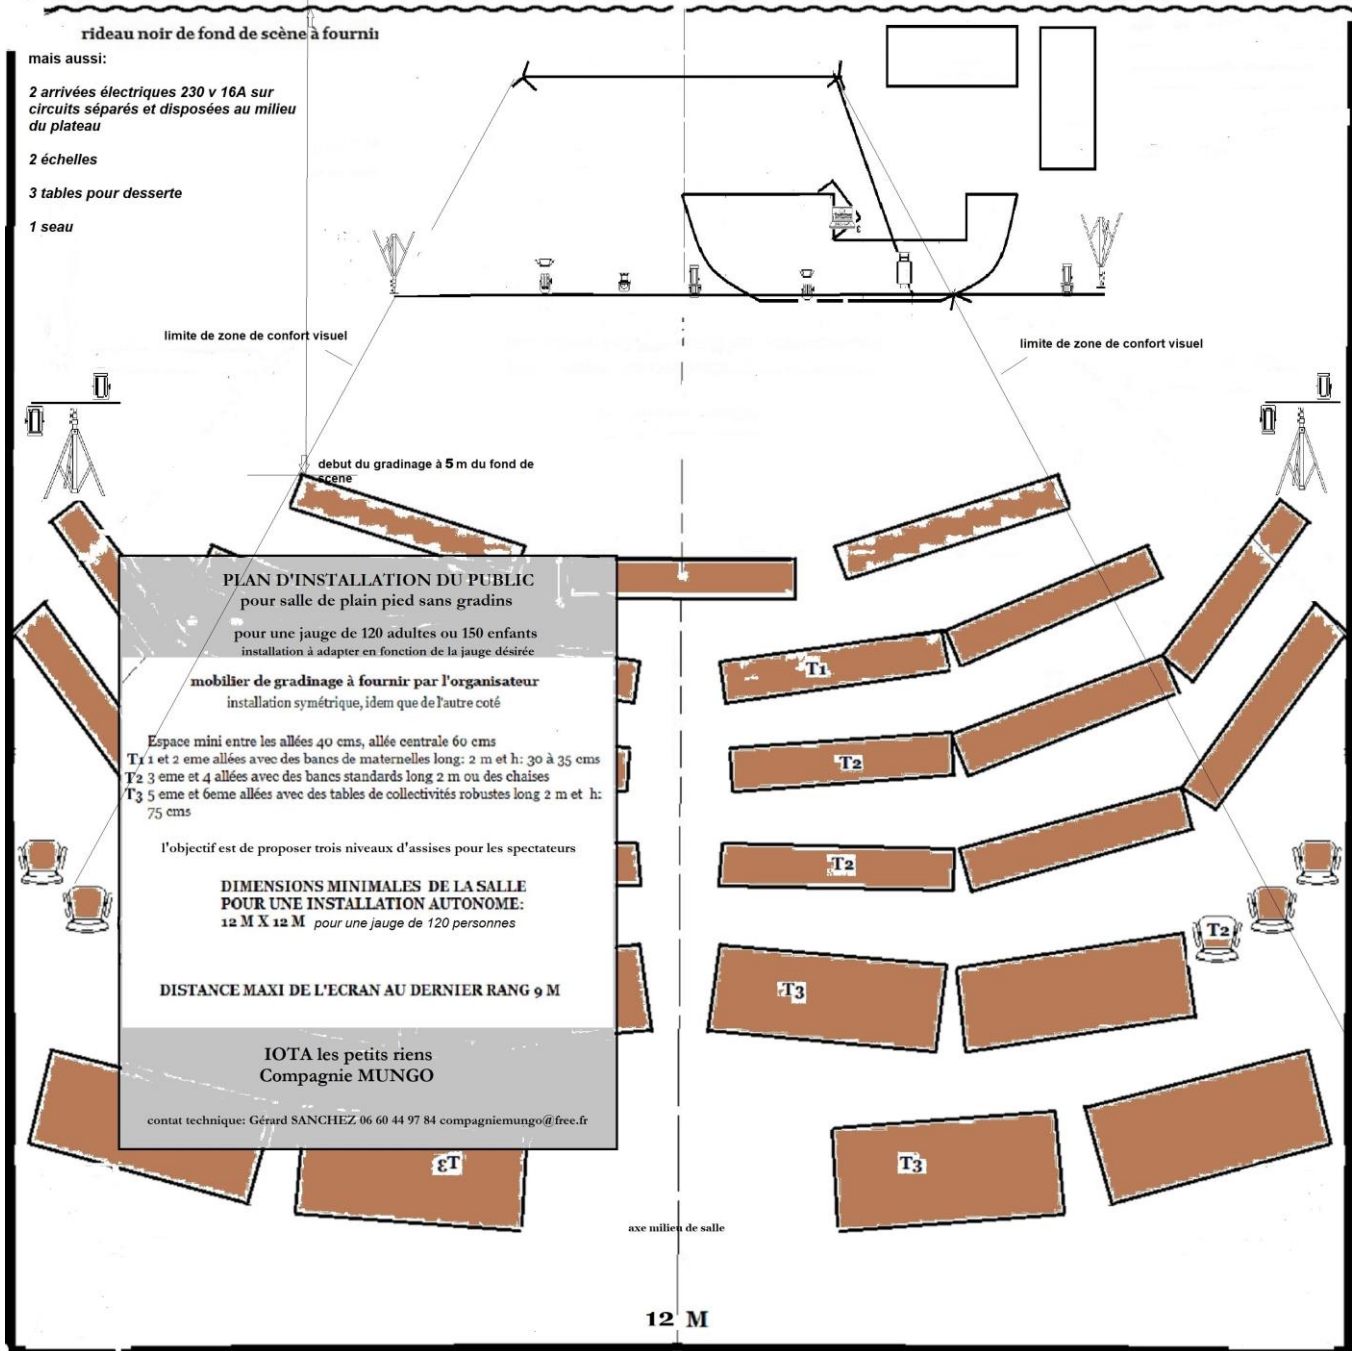 rideau noir de fond de scène à fourni
mais aussi:
2 arrivées électriques 230 v 16A sur
circuits séparés et disposées au milieu
du plateau
2 échelles
3 tables pour desserte
1 seau
limite de zone de confort visuel
limite de zone de confort visuel
debut du gradinage à 5 m du fond de
scene
PLAN D'INSTALLATION DU PUBLIC
pour salle de plain pied sans gradins
pour une jauge de 120 adultes ou 150 enfants
installation à adapter en fonction de la jauge désirée
mobilier de gradinage à fournir par l'organisateur
installation symétrique, idem que de l'autre coté
Espace mini entre les allées 40 cms, allée centrale 60 cms
T1 1 et 2 eme allées avec des bancs de maternelles long: 2 m et h: 30 à 35 cms
T2 3 eme et 4 allées avec des bancs standards long 2 m ou des chaises
T3 5 eme et 6eme allées avec des tables de collectivités robustes long 2 m et h:
75 cms
l'objectif est de proposer trois niveaux d'assises pour les spectateurs
DIMENSIONS MINIMALES DE LA SALLE
POUR UNE INSTALLATION AUTONOME:
12 M X 12 M pour une jauge de 120 personnes
DISTANCE MAXI DE L'ECRAN AU DERNIER RANG 9 M
IOTA les petits riens
Compagnie MUNGO
contat technique: Gérard SANCHEZ 06 60 44 97 84 compagniemungo@free.fr
T1
T2
T2
T2
T3
T3
T3
axe milieu de salle
12 M